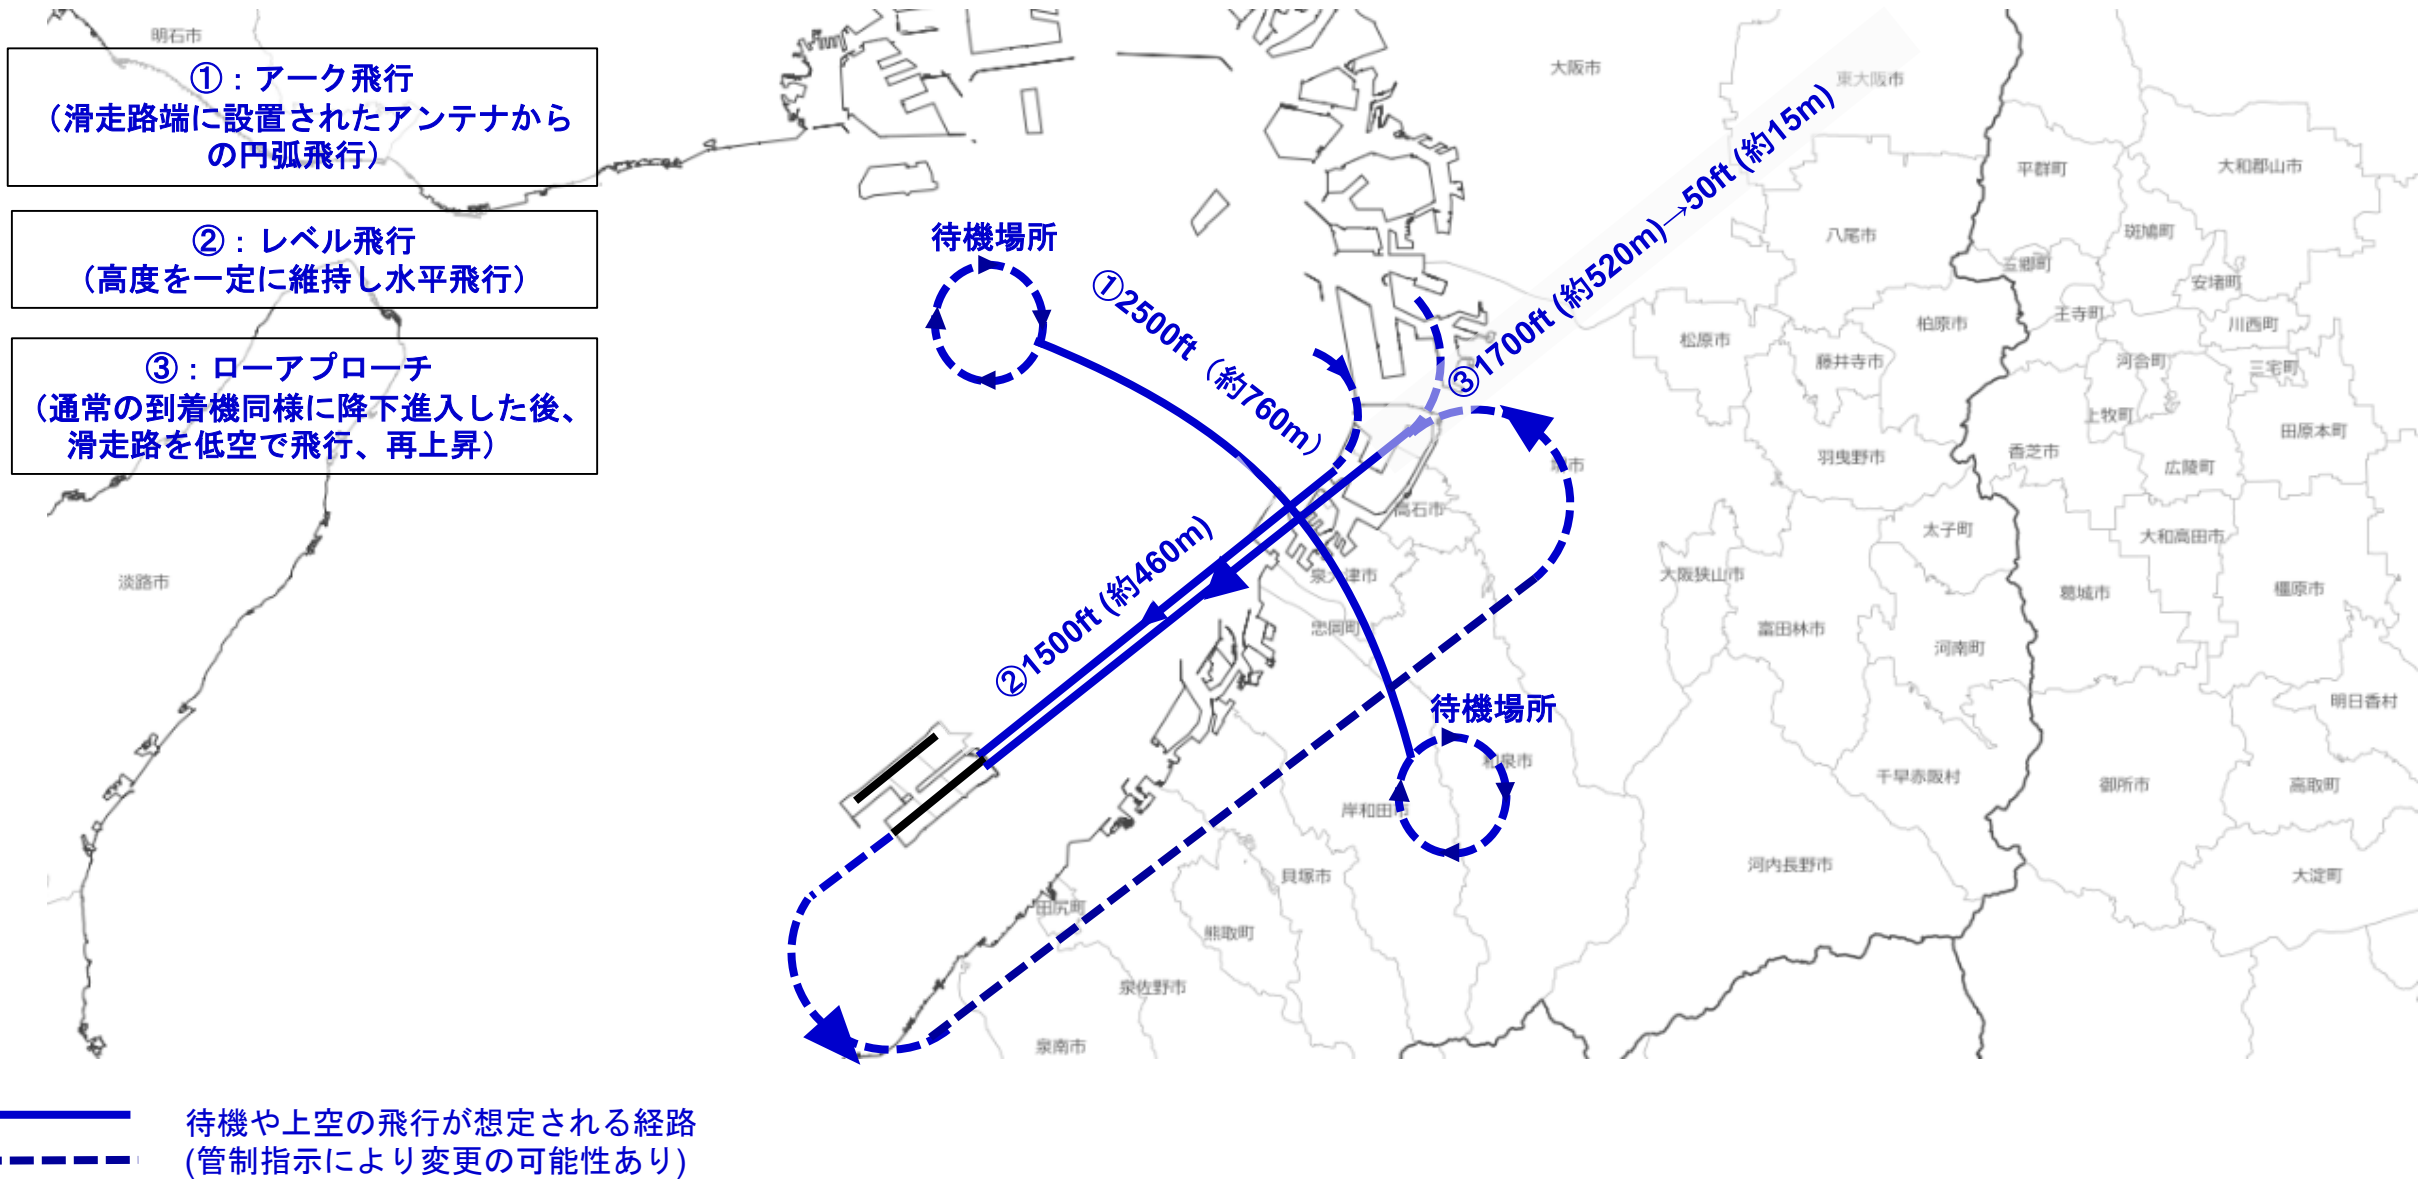 明石市
①：アーク飛行
（滑走路端に設置されたアンテナから
の円弧飛行）
②：レベル飛行
（高度を一定に維持し水平飛行）
③：ローアプローチ
（通常の到着機同様に降下進入した後、
滑走路を低空で飛行、再上昇）
淡路市
待機場所
①2500ft（約760m）
②1500ft (約460m)
③1700ft (約520m)→50ft (約15m)
待機場所
大阪市
東大阪市
平群町
大和郡山市
八尾市
斑鳩町
三郷町
安堵町
王寺町
川西町
松原市
柏原市
藤井寺市
河合町
三宅町
上牧町
田原本町
堺市
羽曳野市
香芝市
広陵町
高石市
太子町
大和高田市
泉大津市
大阪狭山市
葛城市
橿原市
忠岡町
富田林市
河南町
明日香村
和泉市
千早赤阪村
御所市
高取町
岸和田市
河内長野市
貝塚市
大淀町
田尻町
熊取町
泉佐野市
泉南市
待機や上空の飛行が想定される経路
(管制指示により変更の可能性あり)